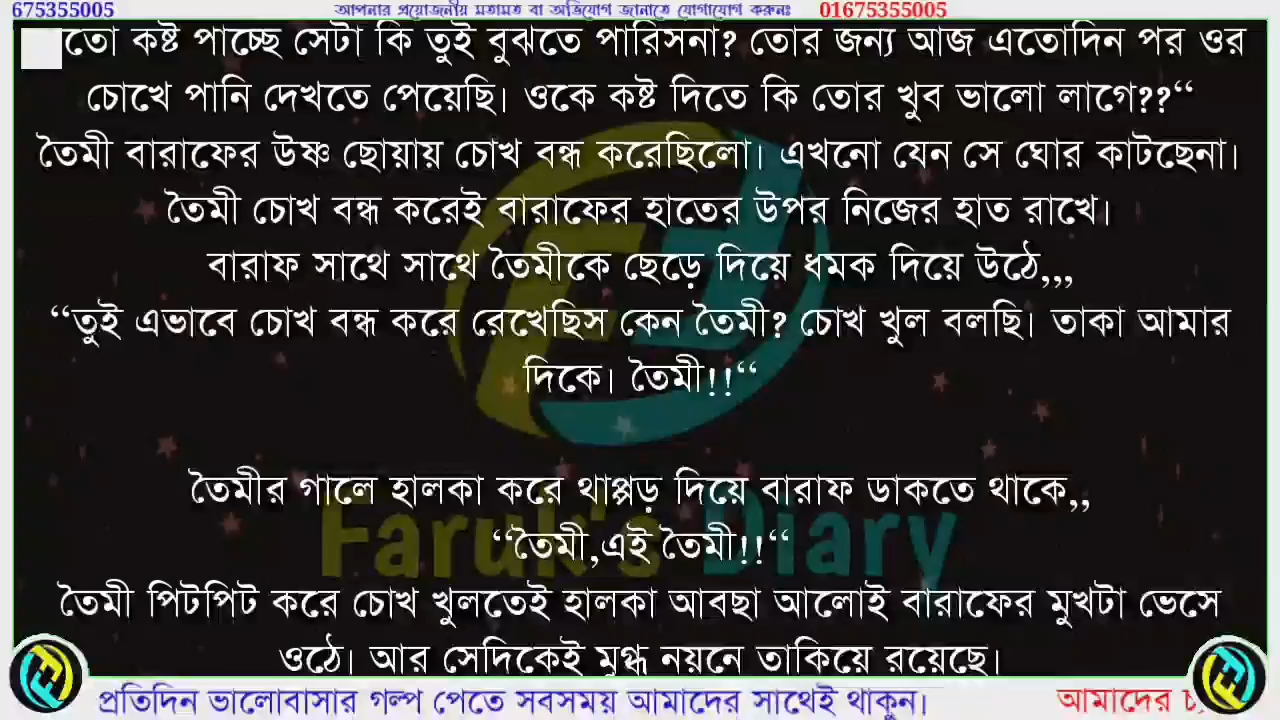 675355005 আপনার প্রয়োজনীয় মতামত বা অভিযোগ জানাতে যোগাযোগ করুনঃ 01675355005
তো কষ্ট পাচ্ছে সেটা কি তুই বুঝতে পারিসনা? তোর জন্য আজ এতোদিন পর ওর
চোখে পানি দেখতে পেয়েছি। ওকে কষ্ট দিতে কি তোর খুব ভালো লাগে??“
তৈমী বারাফের উষ্ণ ছোয়ায় চোখ বন্ধ করেছিলো। এখনো যেন সে ঘোর কাটছেনা।
তৈমী চোখ বন্ধ করেই বারাফের হাতের উপর নিজের হাত রাখে।
বারাফ সাথে সাথে তৈমীকে ছেড়ে দিয়ে ধমক দিয়ে উঠে,,,
“তুই এভাবে চোখ বন্ধ করে রেখেছিস কেন তৈমী? চোখ খুল বলছি। তাকা আমার
দিকে। তৈমী!!“
তৈমীর গালে হালকা করে থাপ্পড় দিয়ে বারাফ ডাকতে থাকে,,
Faruk's Diary
“তৈমী,এই তৈমী!!“
তৈমী পিটপিট করে চোখ খুলতেই হালকা আবছা আলোই বারাফের মুখটা ভেসে
ওঠে। আর সেদিকেই মুগ্ধ নয়নে তাকিয়ে রয়েছে।
প্রতিদিন ভালোবাসার গল্প পেতে সবসময় আমাদের সাথেই থাকুন। আমাদের